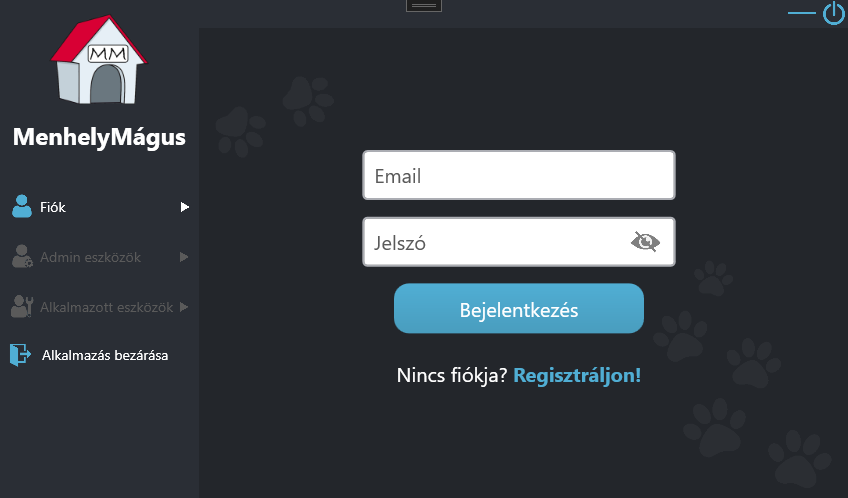 MM
MenhelyMágus
Fiók
Admin eszközök
Alkalmazott eszközök
Alkalmazás bezárása
Email
Jelszó
Bejelentkezés
Nincs fiókja? Regisztráljon!